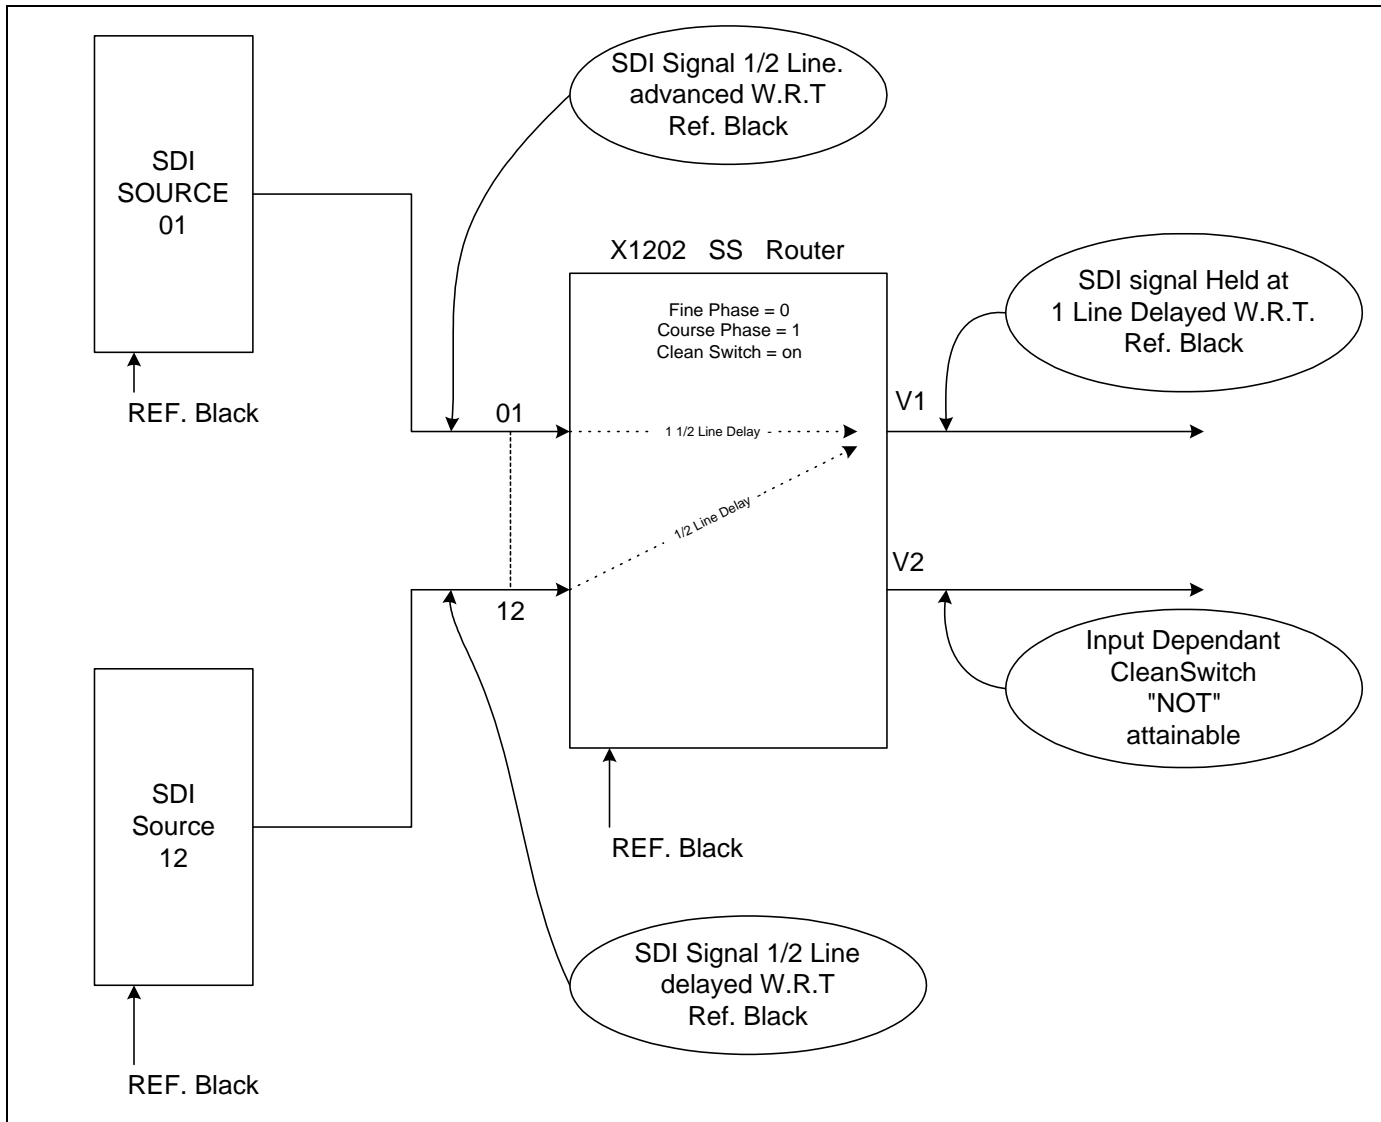 SDI Signal 1/2 Line.
advanced W.R.T
Ref. Black
SDI
SOURCE
01
REF. Black
X1202 SS Router
Fine Phase = 0
Course Phase = 1
Clean Switch = on
SDI signal Held at
1 Line Delayed W.R.T.
Ref. Black
01
1 1/2 Line Delay
V1
1/2 Line Delay
12
V2
Input Dependant
CleanSwitch
"NOT"
attainable
SDI
Source
12
REF. Black
REF. Black
SDI Signal 1/2 Line
delayed W.R.T
Ref. Black